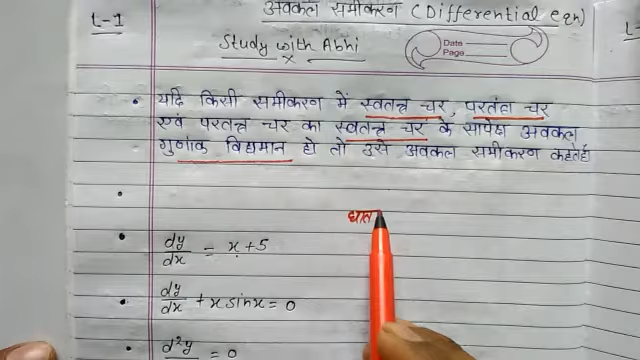 L-1
अवकल समीकरण (Differential eqn)
Study with Abhi
x
Date
Page
• यदि किसी समीकरण में स्वतन्त्र चर, परतंत्र चर
एवं परतन्त्र चर का स्वतन्त्र चर के सापेक्ष अवकल
गुणांक विद्यमान हो तो उसे अवकल समीकरण कहतेहैं
•
घात
• dy/dx = x + 5
• dy/dx + x sinx = 0
• d²y = 0